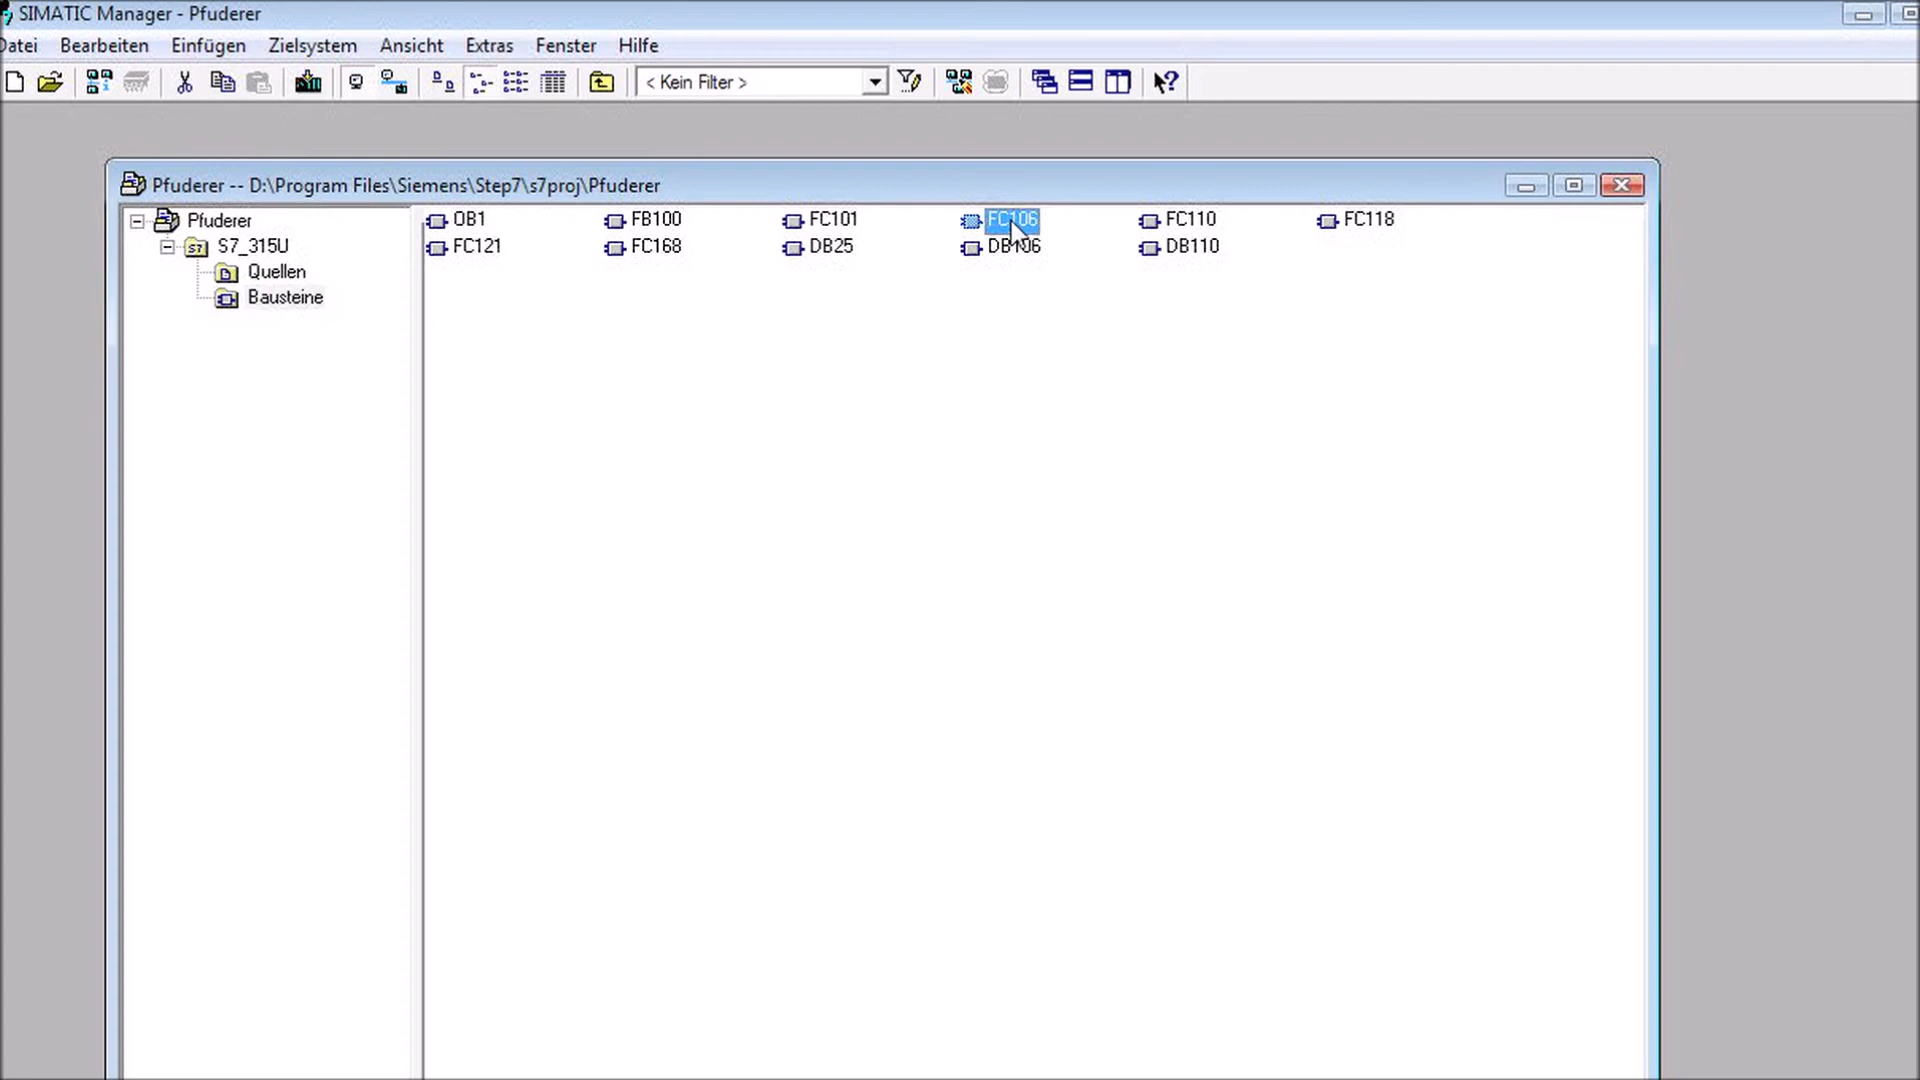 SIMATIC Manager - Pfuderer
Datei Bearbeiten Einfügen Zielsystem Ansicht Extras Fenster Hilfe
< Kein Filter >
Pfuderer -- D:\Program Files\Siemens\Step7\s7proj\Pfuderer
Pfuderer
S7_315U
Quellen
Bausteine
OB1 FB100 FC101 FC106 FC110 FC118
FC121 FC168 DB25 DB106 DB110